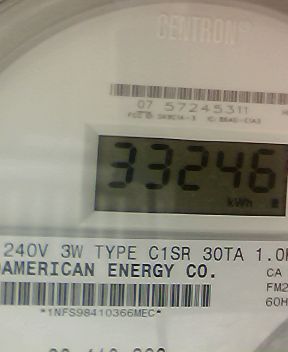 CENTRON®
07 57245311
33246
kWh
240V 3W TYPE C1SR 30TA 1.0
AMERICAN ENERGY CO.
CA
FM2
60H
*1NFS98410366MEC*